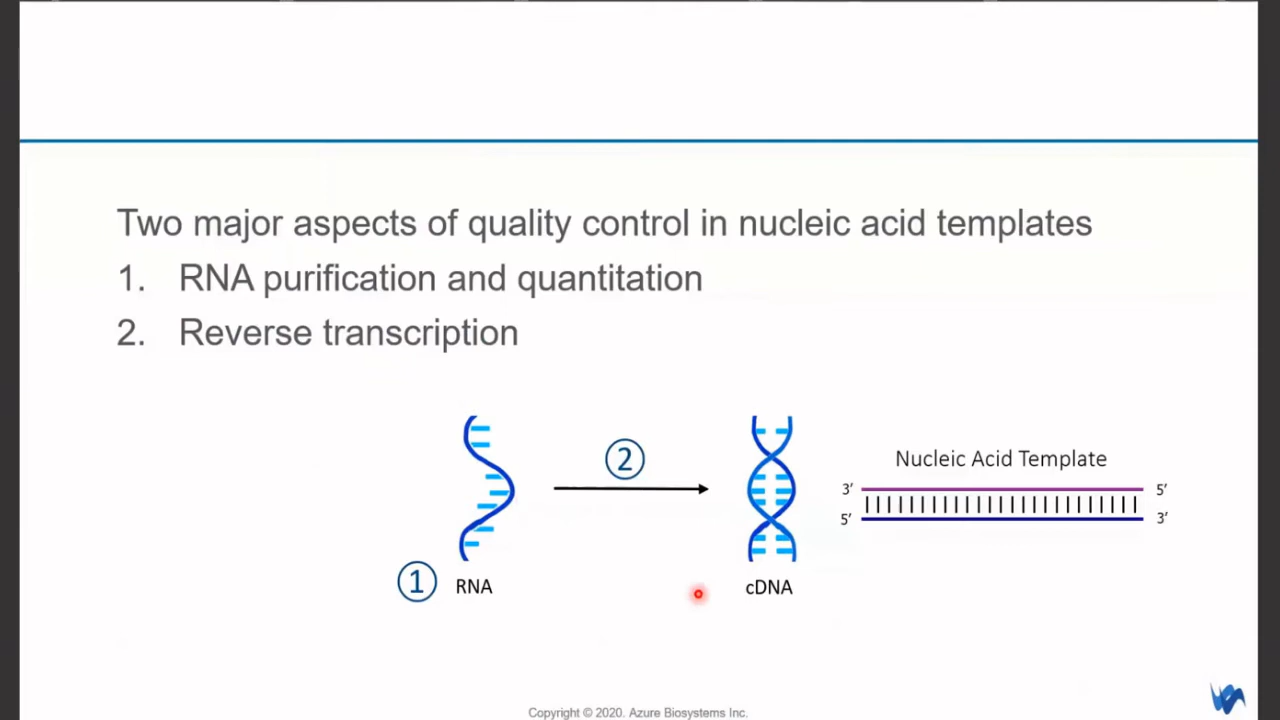 Two major aspects of quality control in nucleic acid templates
1. RNA purification and quantitation
2. Reverse transcription
②
Nucleic Acid Template
3’ 5’
5’ 3’
① RNA
cDNA
Copyright © 2020. Azure Biosystems Inc.